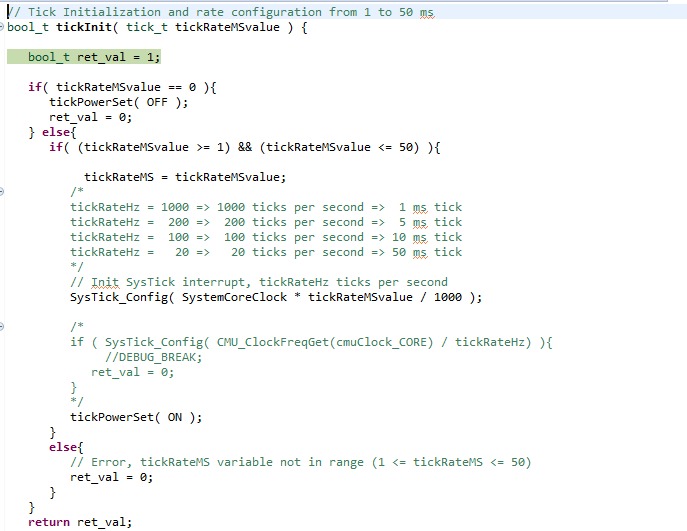 // Tick Initialization and rate configuration from 1 to 50 ms
bool_t tickInit( tick_t tickRateMSvalue ) {
bool_t ret_val = 1;
if( tickRateMSvalue == 0 ){
tickPowerSet( OFF );
ret_val = 0;
} else{
if( (tickRateMSvalue >= 1) && (tickRateMSvalue <= 50) ){
tickRateMS = tickRateMSvalue;
/*
tickRateHz = 1000 => 1000 ticks per second =>  1 ms tick
tickRateHz =  200 =>  200 ticks per second =>  5 ms tick
tickRateHz =  100 =>  100 ticks per second => 10 ms tick
tickRateHz =   20 =>   20 ticks per second => 50 ms tick
*/
// Init SysTick interrupt, tickRateHz ticks per second
SysTick_Config( SystemCoreClock * tickRateMSvalue / 1000 );
/*
if ( SysTick_Config( CMU_ClockFreqGet(cmuClock_CORE) / tickRateHz) ){
//DEBUG_BREAK;
ret_val = 0;
}
*/
tickPowerSet( ON );
}
else{
// Error, tickRateMS variable not in range (1 <= tickRateMS <= 50)
ret_val = 0;
}
}
return ret_val;